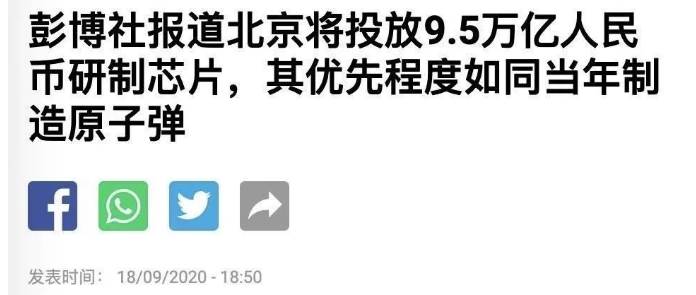 彭博社报道北京将投放9.5万亿人民
币研制芯片，其优先程度如同当年制
造原子弹
发表时间： 18/09/2020 - 18:50